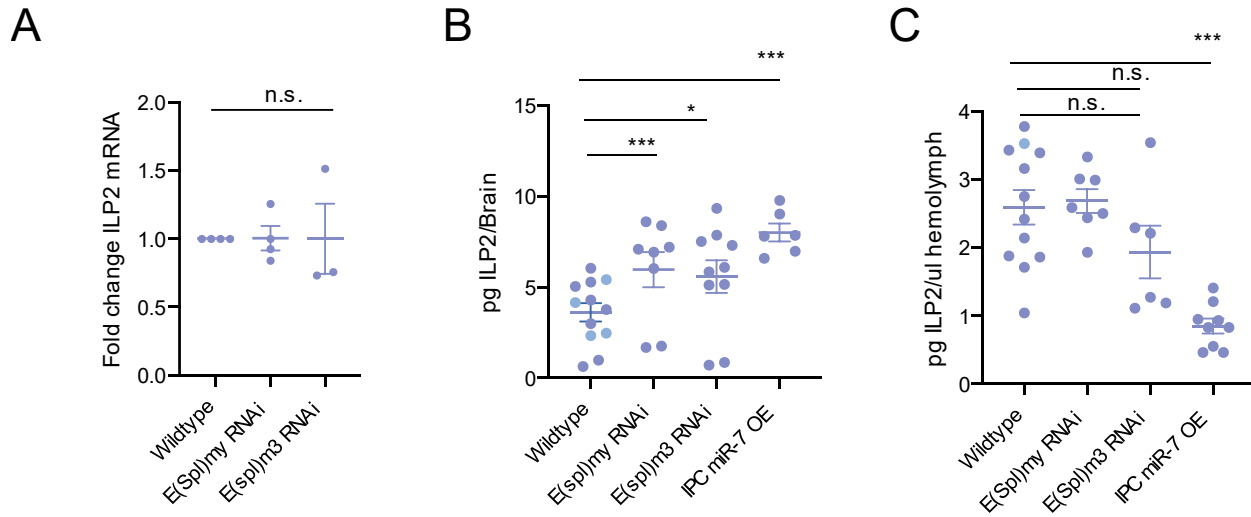 A
B
C
n.s.
Fold change ILP2 mRNA
2.0
1.5
1.0
0.5
0.0
Wildtype
E(Spl)my RNAi
E(spl)m3 RNAi
***
*
***
pg ILP2/Brain
15
10
5
0
Wildtype
E(spl)my RNAi
E(spl)m3 RNAi
IPC miR-7 OE
***
n.s.
n.s.
pg ILP2/ul hemolymph
4
3
2
1
0
Wildtype
E(Spl)my RNAi
E(Spl)m3 RNAi
IPC miR-7 OE